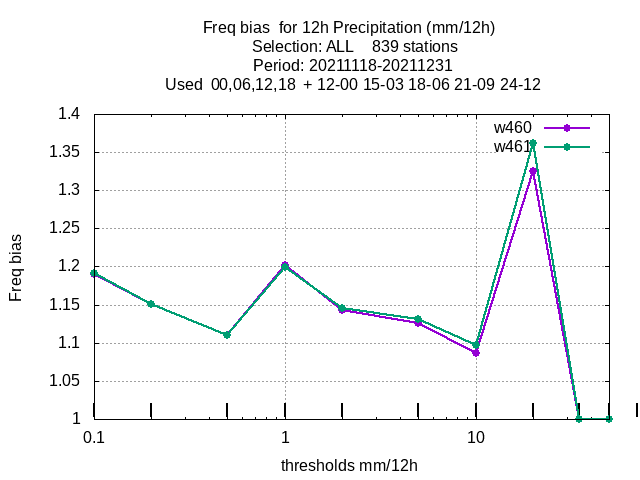 Freq bias  for 12h Precipitation (mm/12h)
Selection: ALL    839 stations
Period: 20211118-20211231
Used  00,06,12,18  + 12-00 15-03 18-06 21-09 24-12
w460
w461
1.4
1.35
1.3
1.25
1.2
1.15
1.1
1.05
1
Freq bias
0.1
1
10
thresholds mm/12h